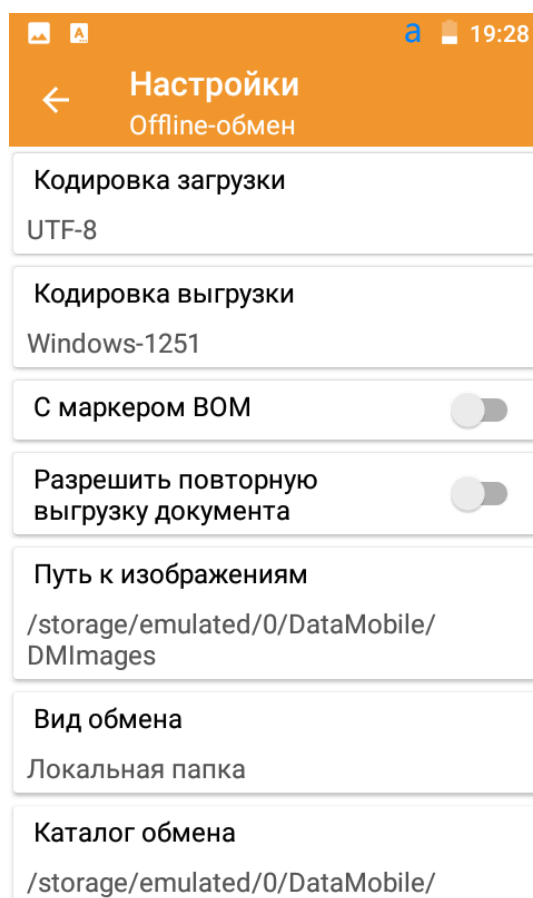 a 19:28
Настройки
Offline-обмен
Кодировка загрузки
UTF-8
Кодировка выгрузки
Windows-1251
С маркером BOM
Разрешить повторную
выгрузку документа
Путь к изображениям
/storage/emulated/0/DataMobile/
DMImages
Вид обмена
Локальная папка
Каталог обмена
/storage/emulated/0/DataMobile/